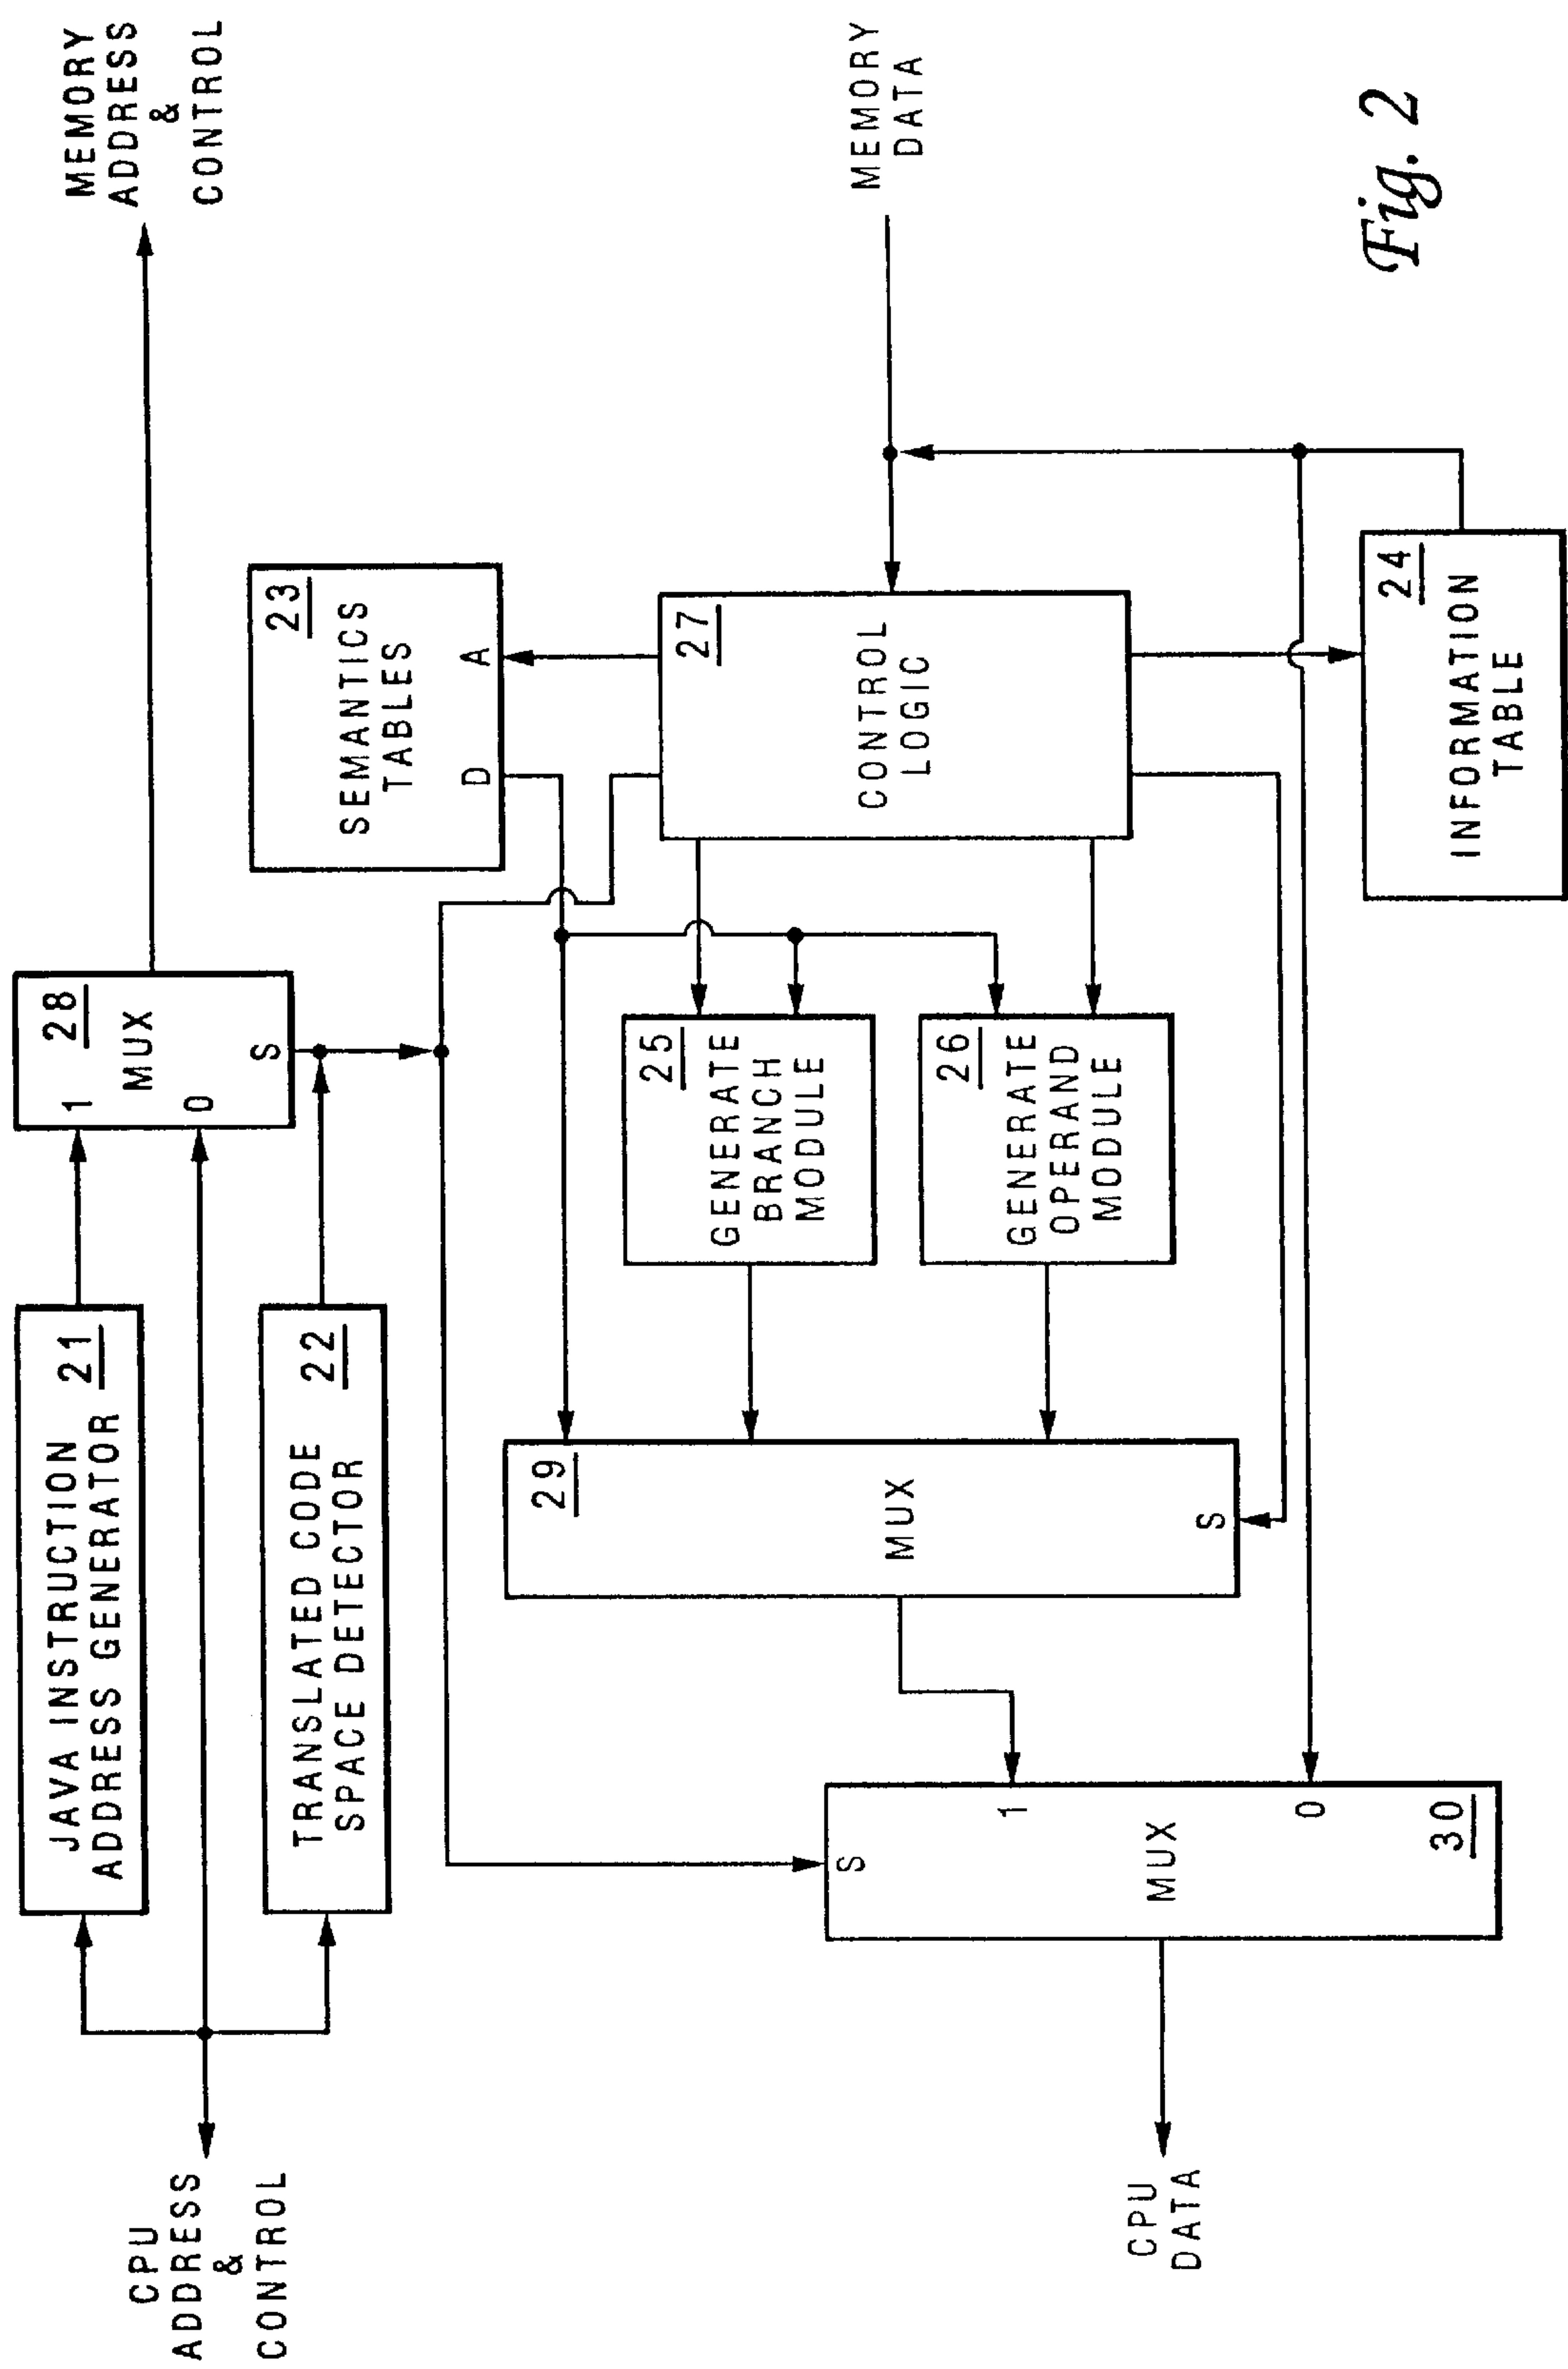 CPU
ADDRESS
&
CONTROL
JAVA INSTRUCTION
ADDRESS GENERATOR 21
TRANSLATED CODE
SPACE DETECTOR 22
1 28
MUX
0 S
MEMORY
ADDRESS
&
CONTROL
23
SEMANTICS
TABLES
D A
29
MUX
S
25
GENERATE
BRANCH
MODULE
26
GENERATE
OPERAND
MODULE
27
CONTROL
LOGIC
MEMORY
DATA
S
1
MUX
0
30
CPU
DATA
24
INFORMATION
TABLE
Fig. 2